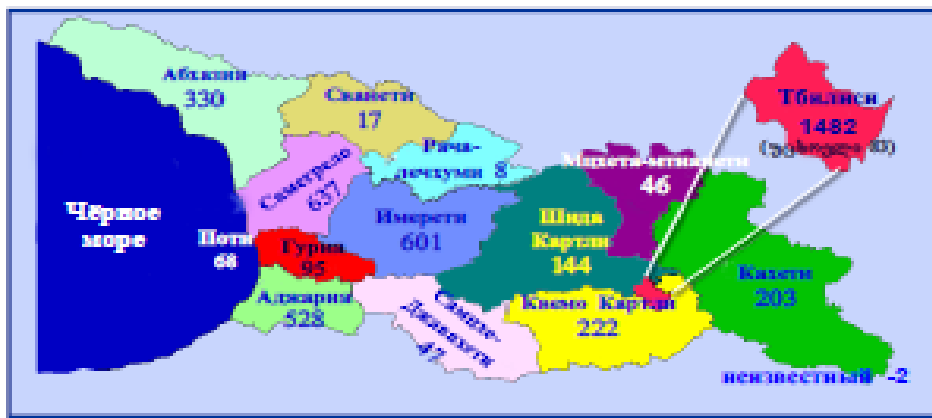 Абхазия
330
Сванети
17
Рача-
лечхуми 8
Самегрело
637
Имерети
601
Чёрное
море
Поти
68
Гурия
95
Аджария
528
Самцхе-
Джавахети
47
Шида
Картли
144
Мцхета-мтианети
46
Квемо Картли
222
Кахети
203
Тбилиси
1482
неизвестный -2